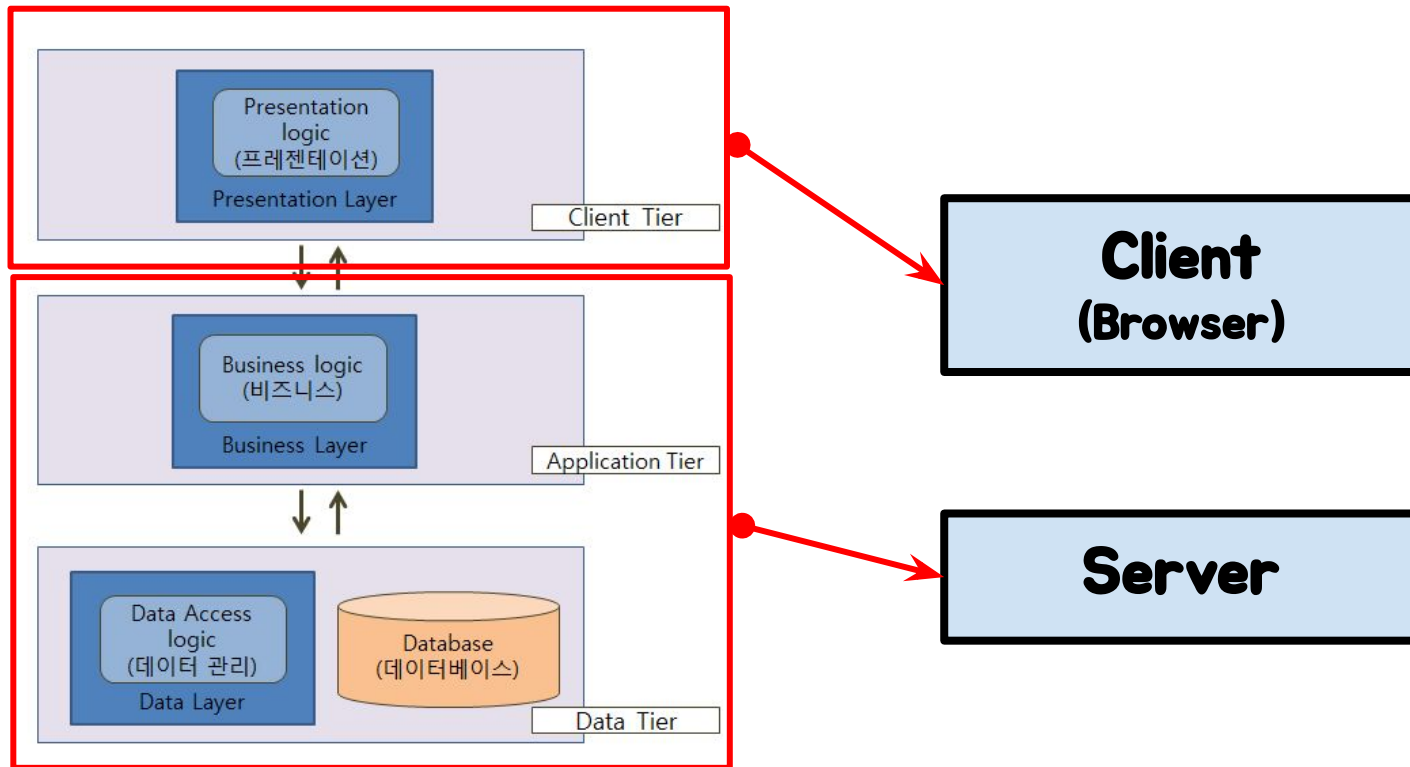 Presentation
logic
(프레젠테이션)
Presentation Layer
Client Tier
Client
(Browser)
Business logic
(비즈니스)
Business Layer
Application Tier
Server
Data Access
logic
(데이터 관리)
Data Layer
Database
(데이터베이스)
Data Tier